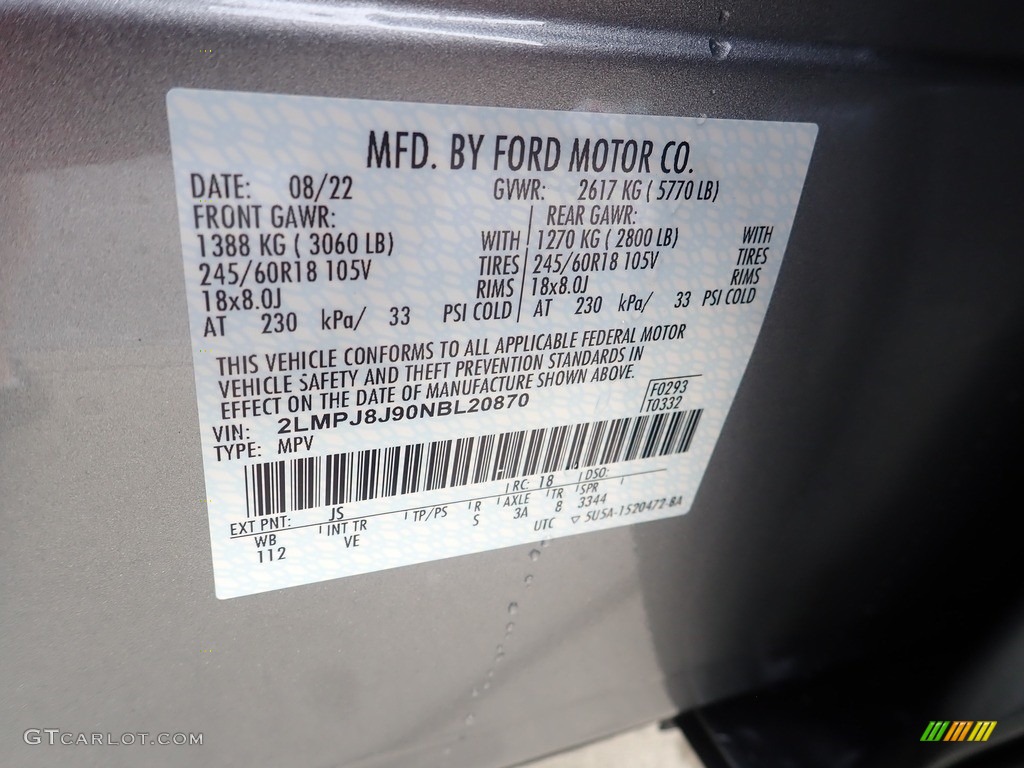 MFD. BY FORD MOTOR CO.
DATE: 08/22 GVWR: 2617 KG ( 5770 LB)
FRONT GAWR: REAR GAWR:
1388 KG ( 3060 LB) WITH 1270 KG ( 2800 LB) WITH
245/60R18 105V TIRES 245/60R18 105V TIRES
18x8.0J RIMS 18x8.0J RIMS
AT 230 kPa/ 33 PSI COLD AT 230 kPa/ 33 PSI COLD
THIS VEHICLE CONFORMS TO ALL APPLICABLE FEDERAL MOTOR
VEHICLE SAFETY AND THEFT PREVENTION STANDARDS IN
EFFECT ON THE DATE OF MANUFACTURE SHOWN ABOVE.
F0293
T0332
VIN: 2LMPJ8J90NBL20870
TYPE: MPV
EXT PNT: JS RC: 18 DSO:
WB INT TR TP/PS R AXLE TR SPR
112 VE S 3A 8 3344
UTC ▽ 5U5A-1520472-BA
GTCARLOT.COM